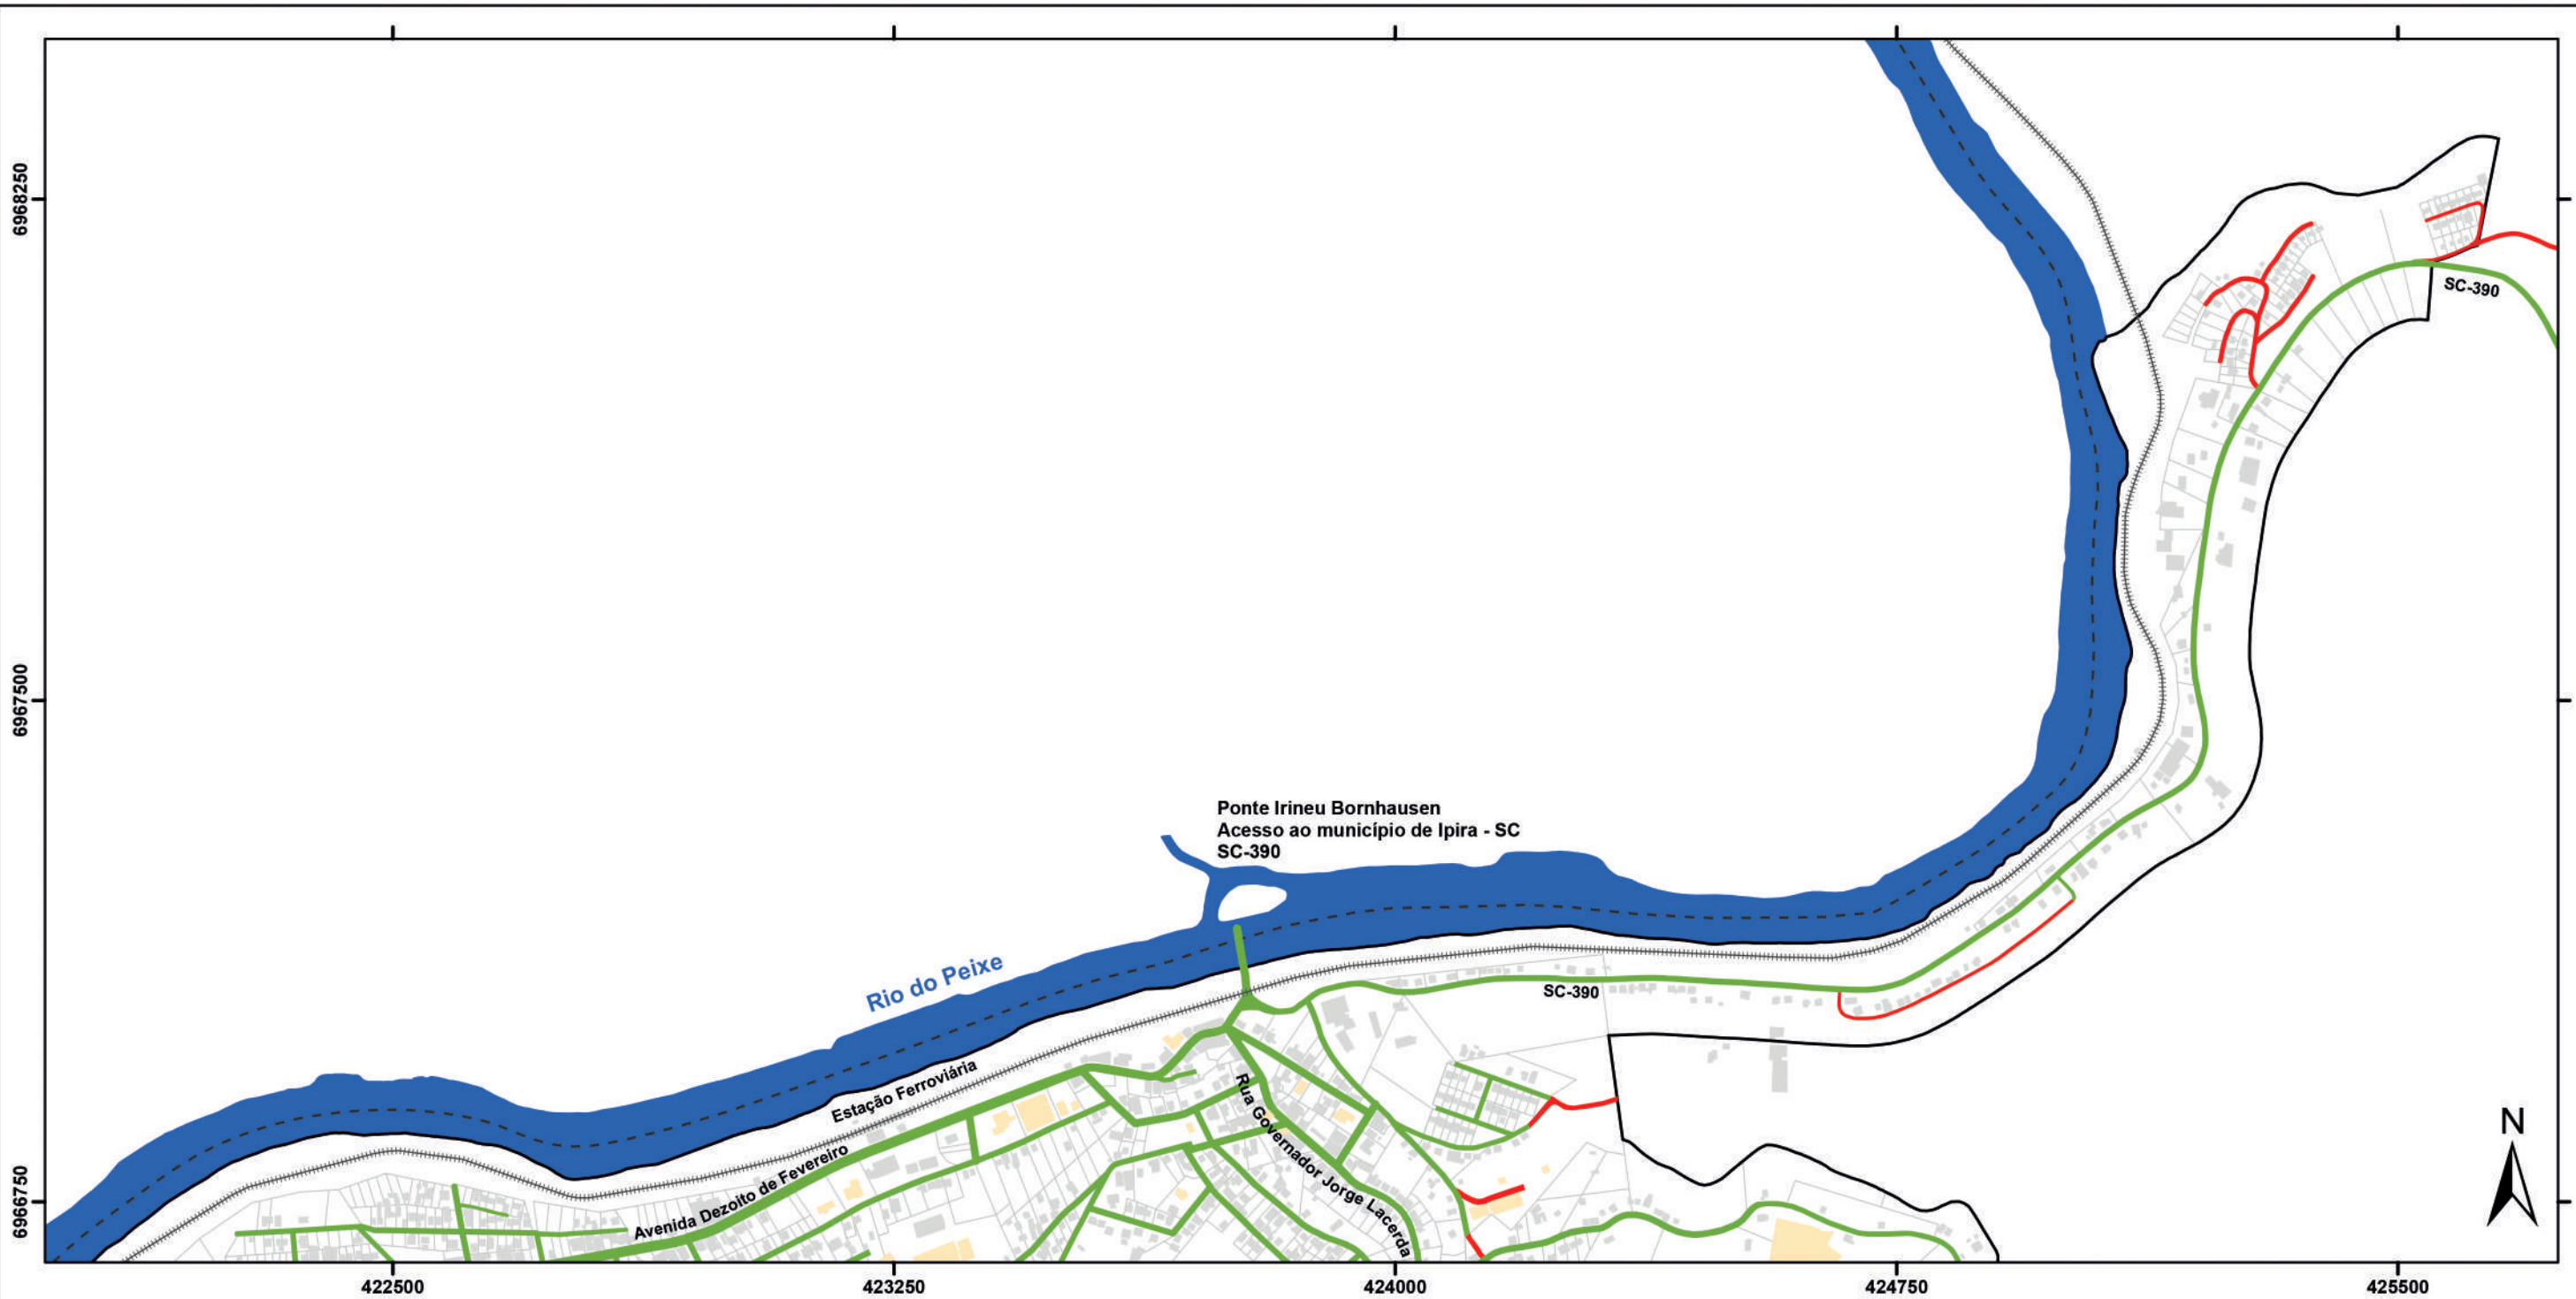 6968250
SC-390
6967500
Ponte Irineu Bornhausen
Acesso ao município de Ipira - SC
SC-390
Rio do Peixe
SC-390
Estação Ferroviária
Rua Governador Jorge Lacerda
Avenida Dezoito de Fevereiro
N
6966750
422500
423250
424000
424750
425500